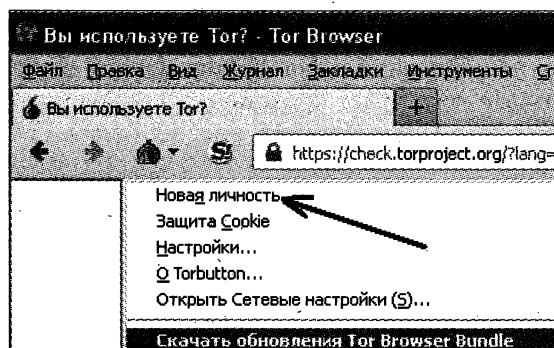 Вы используете Tor? - Tor Browser
Файл Правка Вид Журнал Закладки Инструменты
Вы используете Tor?
https://check.torproject.org/?lang=
Новая личность
Защита Cookie
Настройки...
О Torbutton...
Открыть Сетевые настройки (S)...
Скачать обновления Tor Browser Bundle